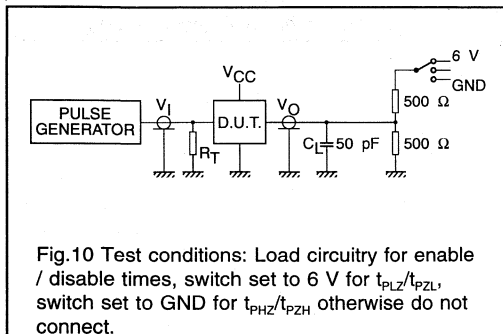 6 V
VCC
GND
PULSE
GENERATOR
VI
D.U.T.
VO
500 Ω
RT
CL
50 pF
500 Ω
Fig.10 Test conditions: Load circuitry for enable
/ disable times, switch set to 6 V for tPLZ/tPZL,
switch set to GND for tPHZ/tPZH otherwise do not
connect.